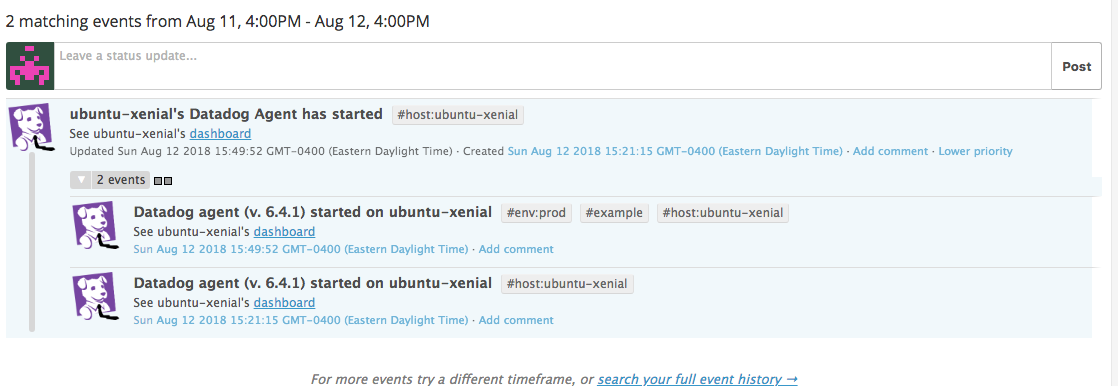 2 matching events from Aug 11, 4:00PM - Aug 12, 4:00PM
Leave a status update...
Post
ubuntu-xenial's Datadog Agent has started #host:ubuntu-xenial
See ubuntu-xenial's dashboard
Updated Sun Aug 12 2018 15:49:52 GMT-0400 (Eastern Daylight Time) · Created Sun Aug 12 2018 15:21:15 GMT-0400 (Eastern Daylight Time) · Add comment · Lower priority
2 events
Datadog agent (v. 6.4.1) started on ubuntu-xenial #env:prod #example #host:ubuntu-xenial
See ubuntu-xenial's dashboard
Sun Aug 12 2018 15:49:52 GMT-0400 (Eastern Daylight Time) · Add comment
Datadog agent (v. 6.4.1) started on ubuntu-xenial #host:ubuntu-xenial
See ubuntu-xenial's dashboard
Sun Aug 12 2018 15:21:15 GMT-0400 (Eastern Daylight Time) · Add comment
For more events try a different timeframe, or search your full event history →